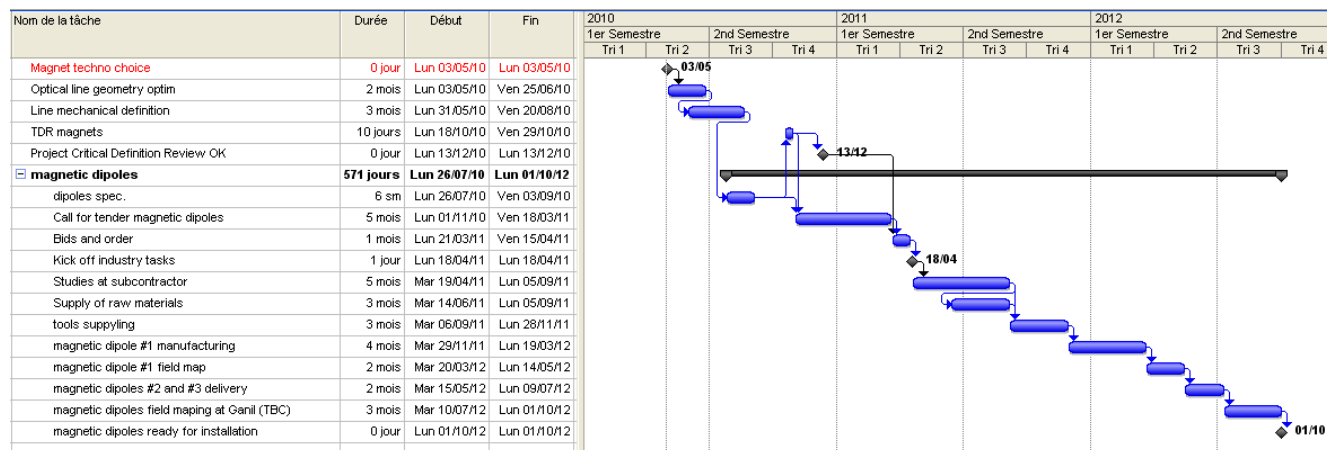 Nom de la tâche Durée Début Fin 2010 2011 2012
1er Semestre 2nd Semestre 1er Semestre 2nd Semestre 1er Semestre 2nd Semestre
Tri 1 Tri 2 Tri 3 Tri 4 Tri 1 Tri 2 Tri 3 Tri 4 Tri 1 Tri 2 Tri 3 Tri 4
Magnet techno choice 0 jour Lun 03/05/10 Lun 03/05/10 03/05
Optical line geometry optim 2 mois Lun 03/05/10 Ven 25/06/10
Line mechanical definition 3 mois Lun 31/05/10 Ven 20/08/10
TDR magnets 10 jours Lun 18/10/10 Ven 29/10/10
Project Critical Definition Review OK 0 jour Lun 13/12/10 Lun 13/12/10 13/12
magnetic dipoles 571 jours Lun 26/07/10 Lun 01/10/12
dipoles spec. 6 sm Lun 26/07/10 Ven 03/09/10
Call for tender magnetic dipoles 5 mois Lun 01/11/10 Ven 18/03/11
Bids and order 1 mois Lun 21/03/11 Ven 15/04/11
Kick off industry tasks 1 jour Lun 18/04/11 Lun 18/04/11 18/04
Studies at subcontractor 5 mois Mar 19/04/11 Lun 05/09/11
Supply of raw materials 3 mois Mar 14/06/11 Lun 05/09/11
tools suppyling 3 mois Mar 06/09/11 Lun 28/11/11
magnetic dipole #1 manufacturing 4 mois Mar 29/11/11 Lun 19/03/12
magnetic dipole #1 field map 2 mois Mar 20/03/12 Lun 14/05/12
magnetic dipoles #2 and #3 delivery 2 mois Mar 15/05/12 Lun 09/07/12
magnetic dipoles field maping at Ganil (TBC) 3 mois Mar 10/07/12 Lun 01/10/12
magnetic dipoles ready for installation 0 jour Lun 01/10/12 Lun 01/10/12 01/10